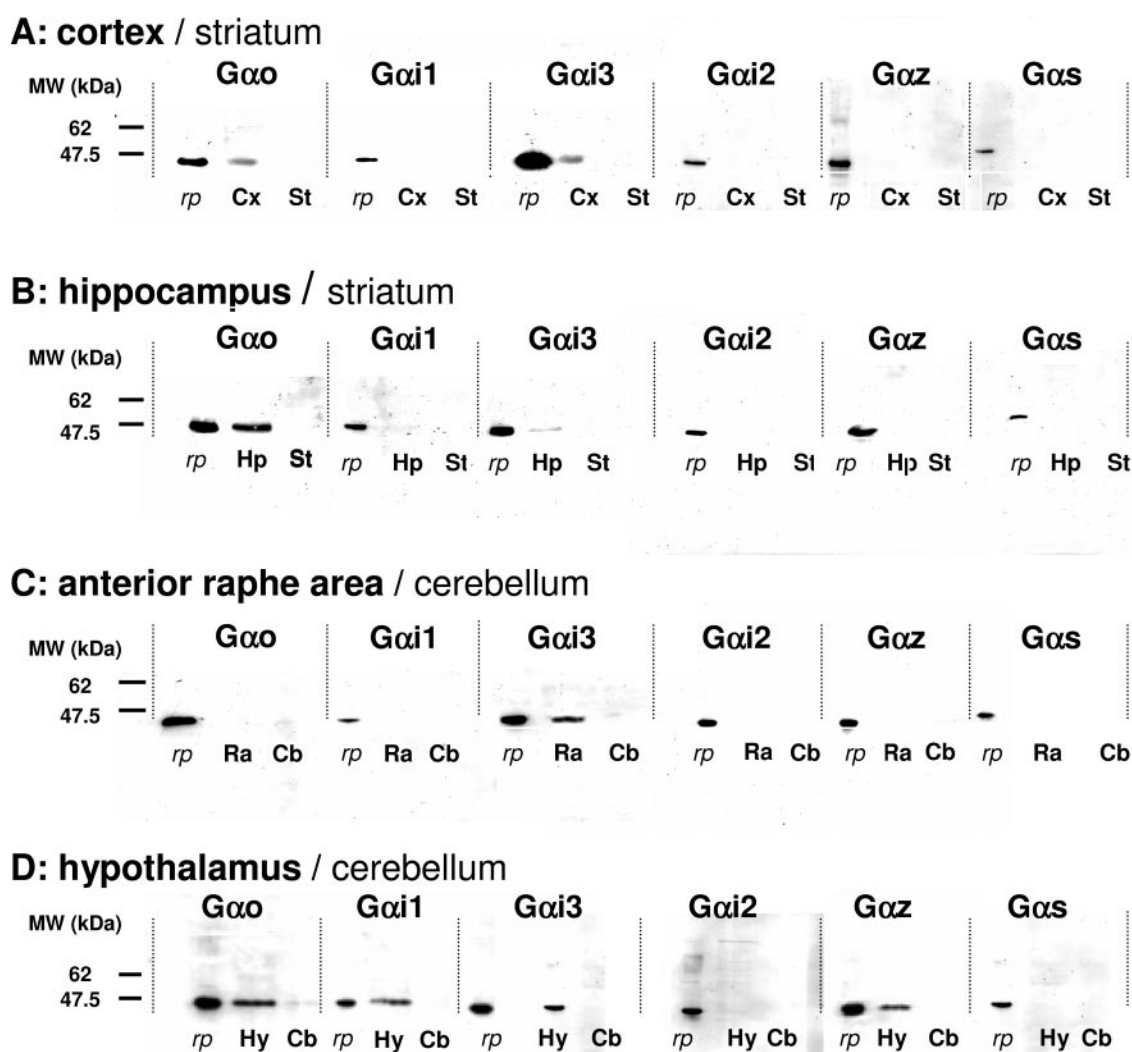 A: cortex / striatum
Gαo Gαi1 Gαi3 Gαi2 Gαz Gαs
MW (kDa)
62
47.5
rp Cx St rp Cx St rp Cx St rp Cx St rp Cx St rp Cx St
B: hippocampus / striatum
Gαo Gαi1 Gαi3 Gαi2 Gαz Gαs
MW (kDa)
62
47.5
rp Hp St rp Hp St rp Hp St rp Hp St rp Hp St rp Hp St
C: anterior raphe area / cerebellum
Gαo Gαi1 Gαi3 Gαi2 Gαz Gαs
MW (kDa)
62
47.5
rp Ra Cb rp Ra Cb rp Ra Cb rp Ra Cb rp Ra Cb rp Ra Cb
D: hypothalamus / cerebellum
Gαo Gαi1 Gαi3 Gαi2 Gαz Gαs
MW (kDa)
62
47.5
rp Hy Cb rp Hy Cb rp Hy Cb rp Hy Cb rp Hy Cb rp Hy Cb